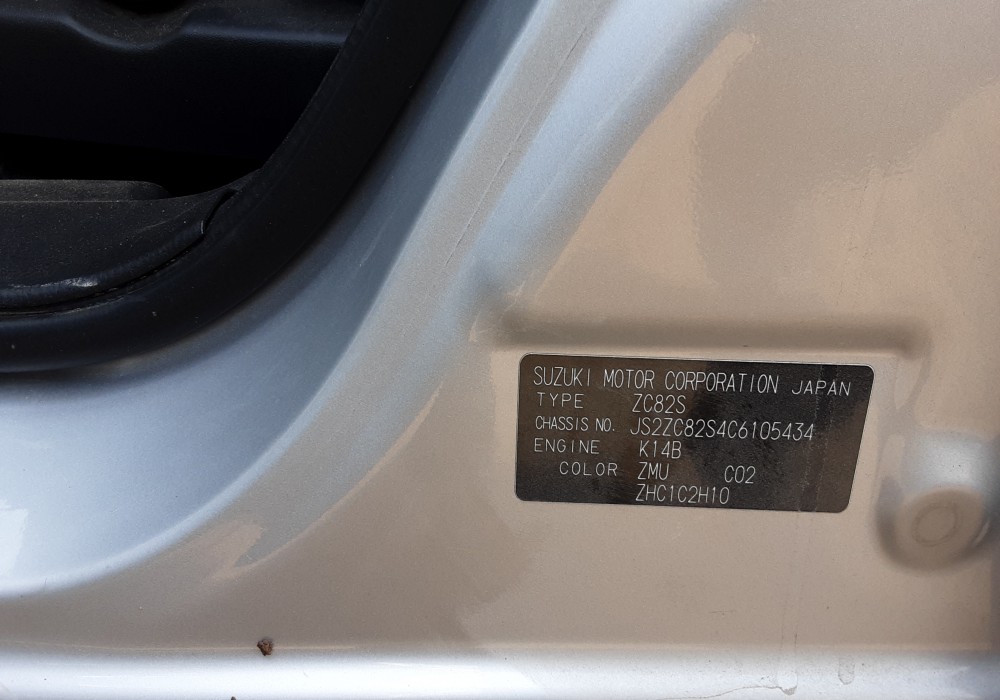 SUZUKI MOTOR CORPORATION JAPAN
TYPE ZC82S
CHASSIS NO. JS2ZC82S4C6105434
ENGINE K14B
COLOR ZMU C02
ZHC1C2H10